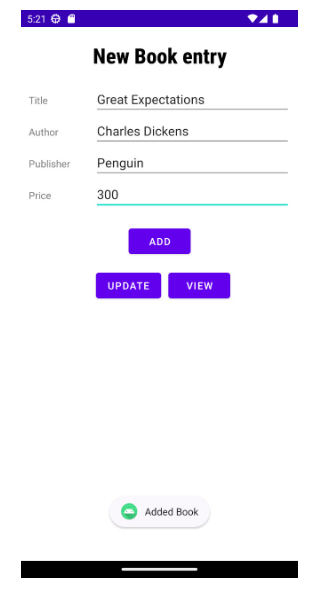 5:21
New Book entry
Title Great Expectations
Author Charles Dickens
Publisher Penguin
Price 300
ADD
UPDATE VIEW
Added Book